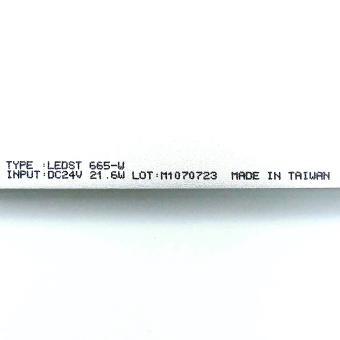 TYPE :LEDST 665-W
INPUT:DC24V 21.6W LOT:M1070723 MADE IN TAIWAN